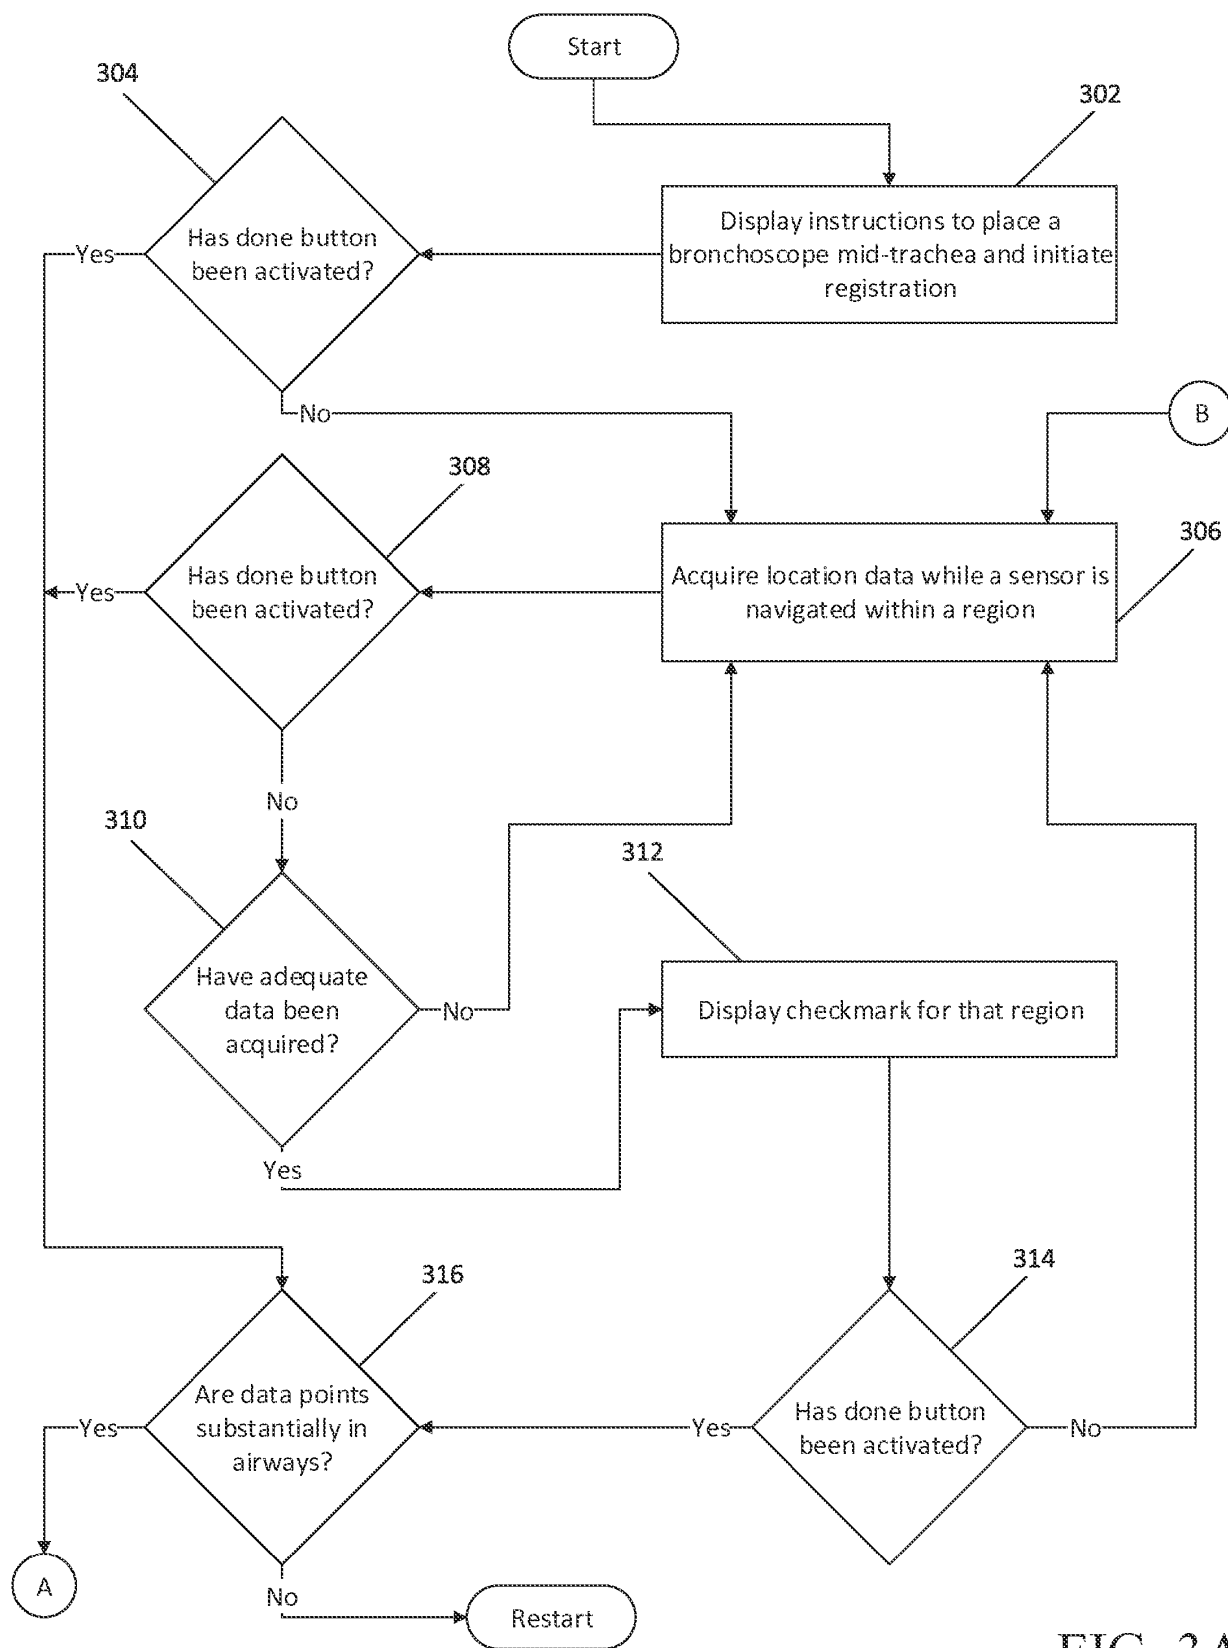 Start
304
302
Has done button
been activated?
Yes
Display instructions to place a
bronchoscope mid-trachea and initiate
registration
No
B
308
306
Has done button
been activated?
Yes
Acquire location data while a sensor is
navigated within a region
No
310
312
Have adequate
data been
acquired?
No
Display checkmark for that region
Yes
316
314
Are data points
substantially in
airways?
Yes
Yes
Has done button
been activated?
No
A
No
Restart
FIG. 3A